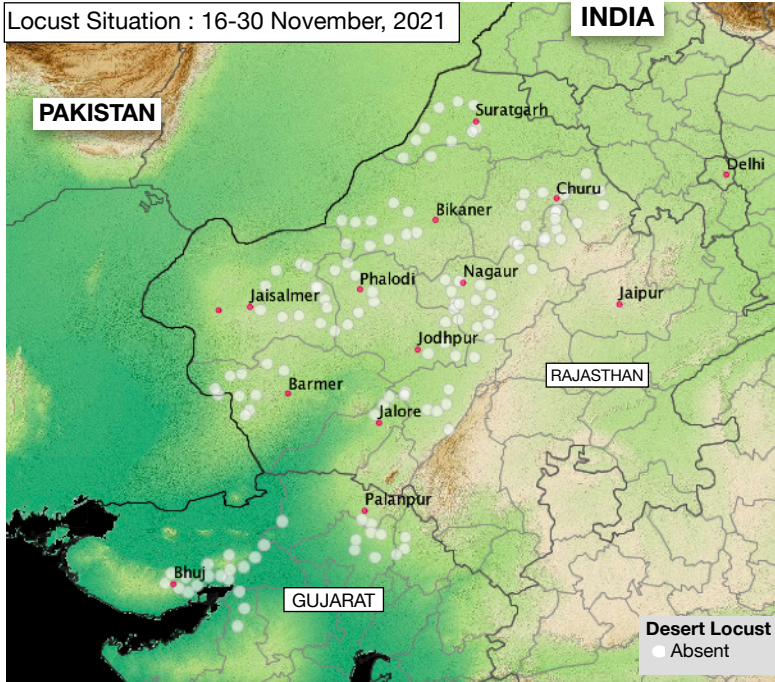 Locust Situation : 16-30 November, 2021
INDIA
PAKISTAN
Suratgarh
Delhi
Churu
Bikaner
Nagaur
Phalodi
Jaisalmer
Jaipur
Jodhpur
RAJASTHAN
Barmer
Jalore
Palanpur
Bhuj
GUJARAT
Desert Locust
Absent